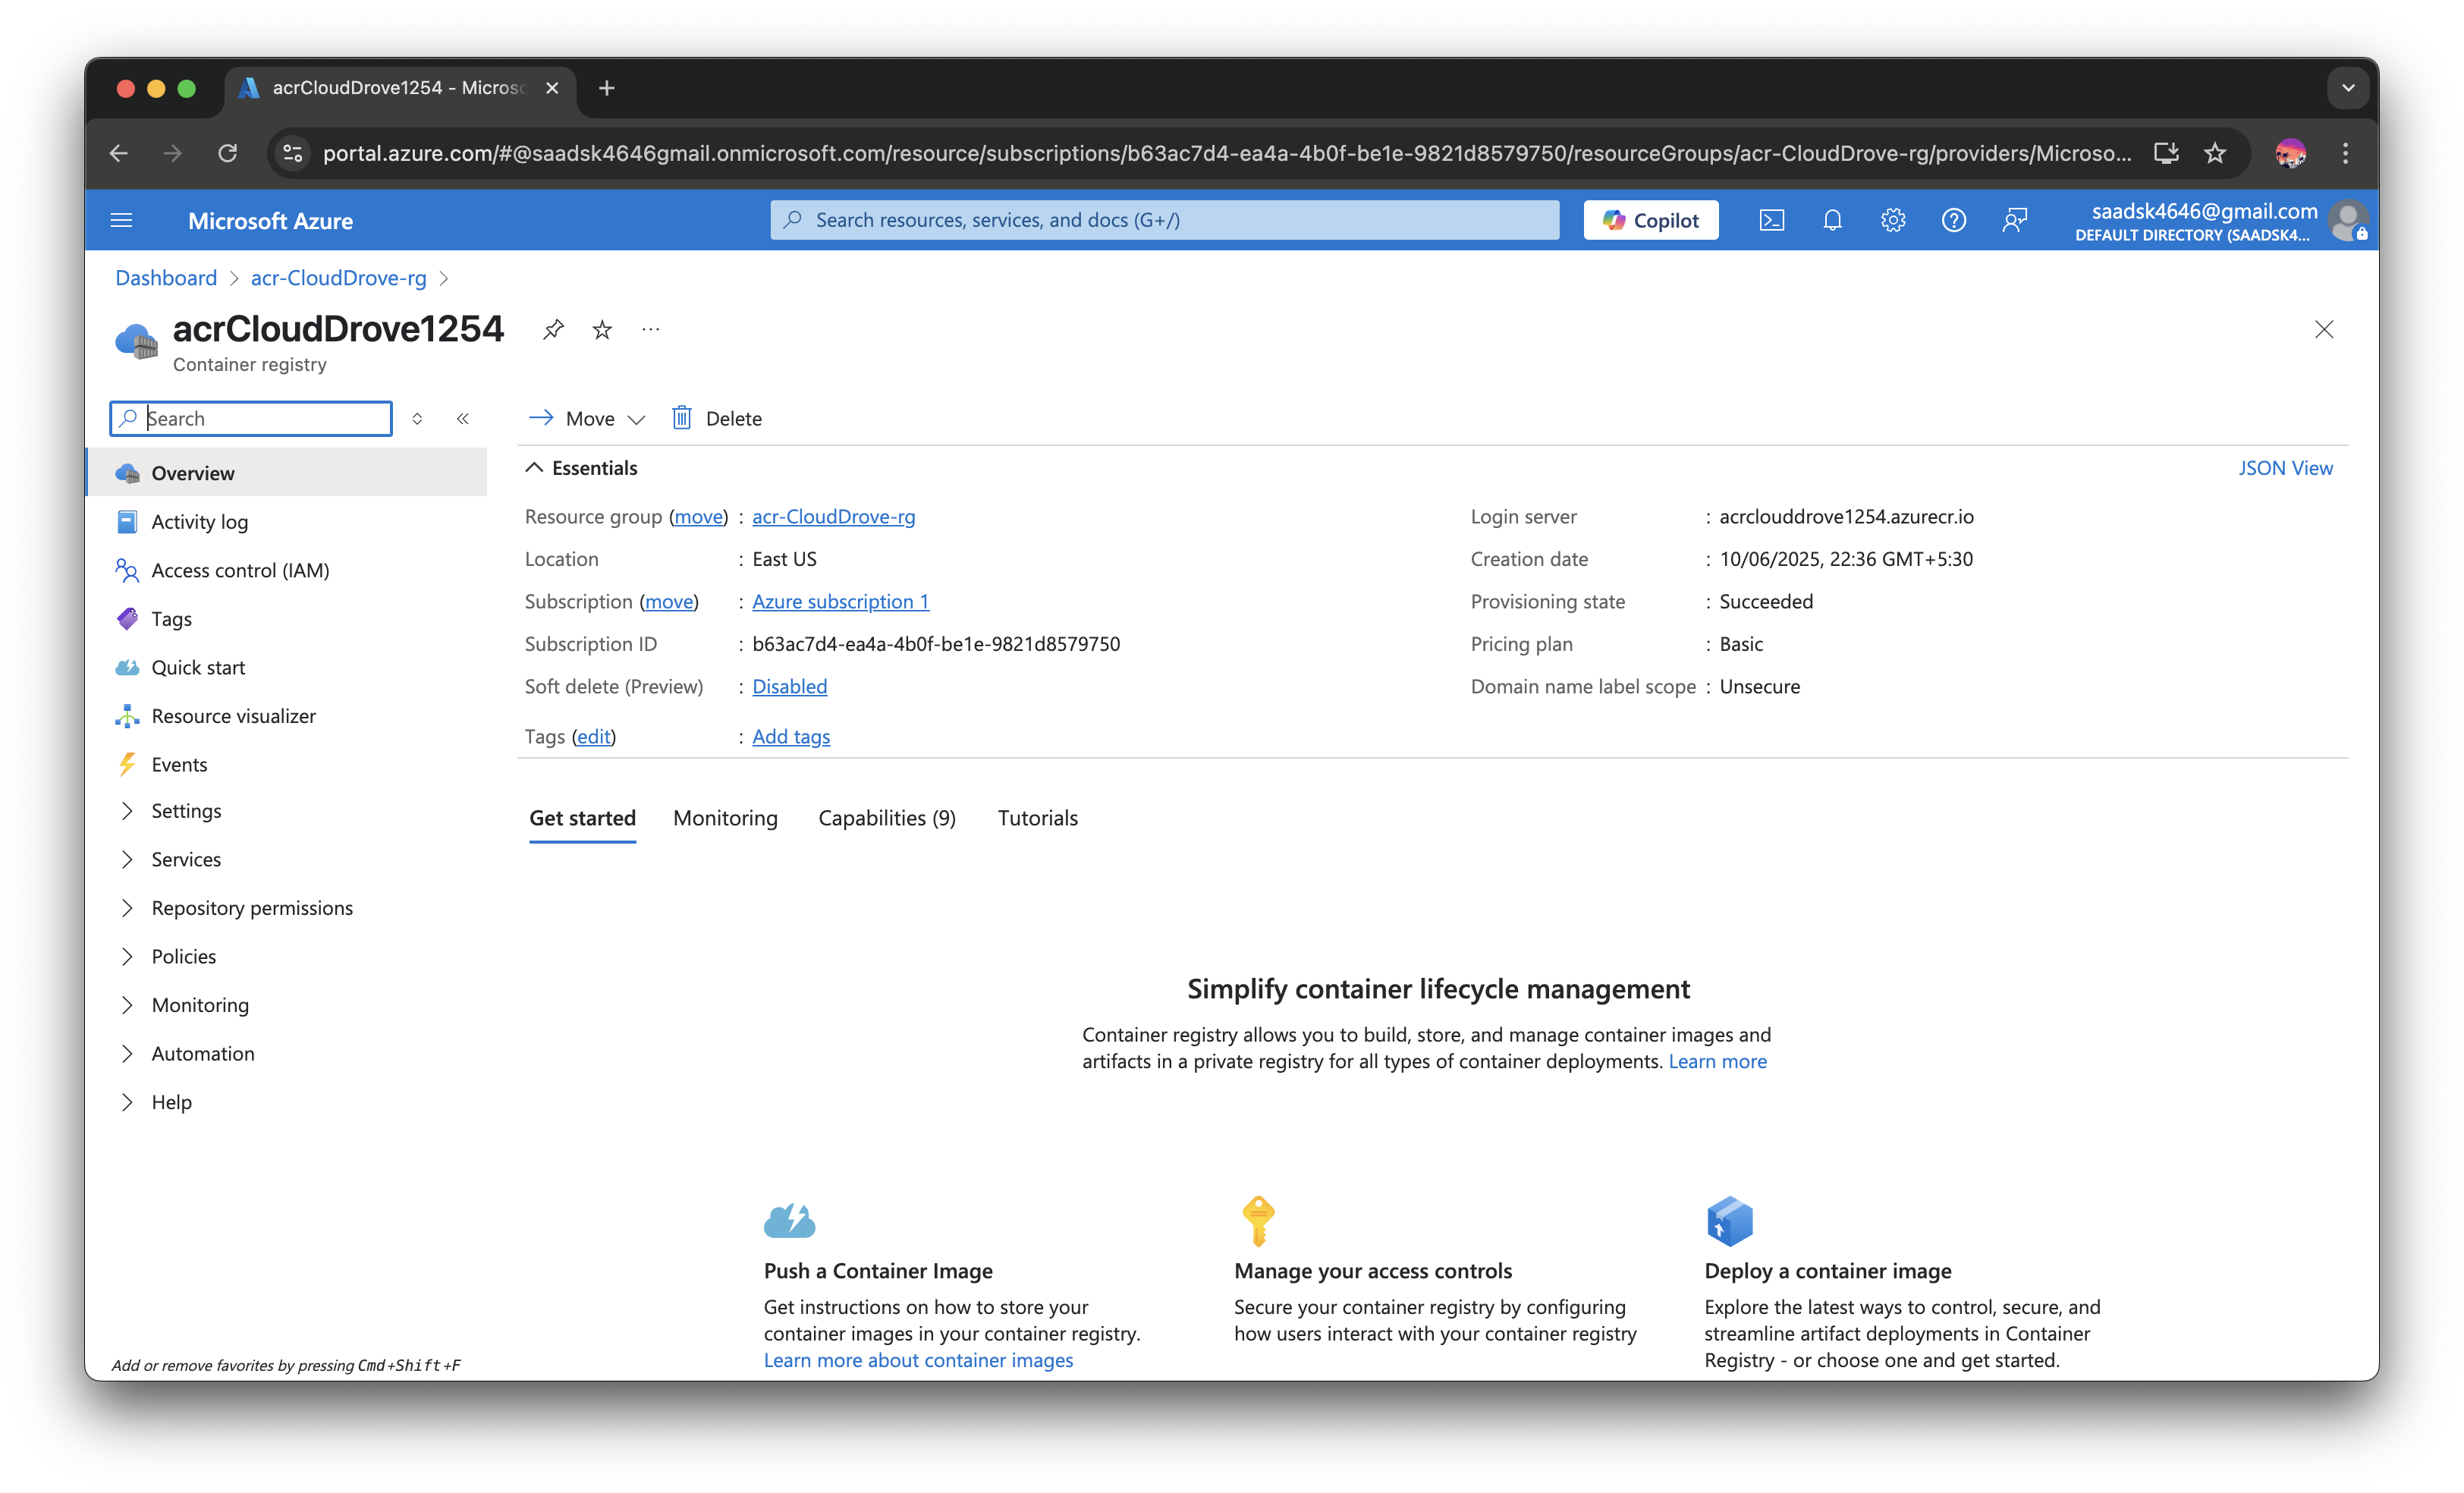 acrCloudDrove1254 - Micros
portal.azure.com/#@saadsk4646gmail.onmicrosoft.com/resource/subscriptions/b63ac7d4-ea4a-4b0f-be1e-9821d8579750/resourceGroups/acr-CloudDrove-rg/providers/Microso...
Microsoft Azure
Search resources, services, and docs (G+/)
Copilot
saadsk4646@gmail.com
DEFAULT DIRECTORY (SAADSK4...
Dashboard > acr-CloudDrove-rg >
acrCloudDrove1254
Container registry
Search
Overview
Activity log
Access control (IAM)
Tags
Quick start
Resource visualizer
Events
Settings
Services
Repository permissions
Policies
Monitoring
Automation
Help
Add or remove favorites by pressing Cmd+Shift+F
Move
Delete
Essentials
JSON View
Resource group (move) : acr-CloudDrove-rg
Location : East US
Subscription (move) : Azure subscription 1
Subscription ID : b63ac7d4-ea4a-4b0f-be1e-9821d8579750
Soft delete (Preview) : Disabled
Tags (edit) : Add tags
Login server : acrclouddrove1254.azurecr.io
Creation date : 10/06/2025, 22:36 GMT+5:30
Provisioning state : Succeeded
Pricing plan : Basic
Domain name label scope : Unsecure
Get started
Monitoring
Capabilities (9)
Tutorials
Simplify container lifecycle management
Container registry allows you to build, store, and manage container images and
artifacts in a private registry for all types of container deployments. Learn more
Push a Container Image
Get instructions on how to store your
container images in your container registry.
Learn more about container images
Manage your access controls
Secure your container registry by configuring
how users interact with your container registry
Deploy a container image
Explore the latest ways to control, secure, and
streamline artifact deployments in Container
Registry - or choose one and get started.